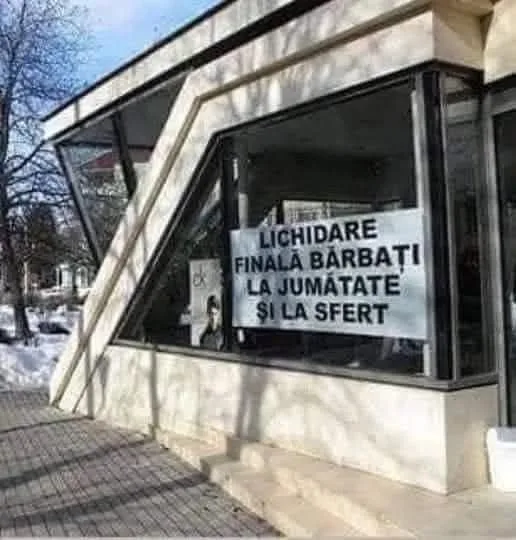 LICHIDARE
FINALĂ BĂRBAȚI
LA JUMĂTATE
ȘI LA SFERT